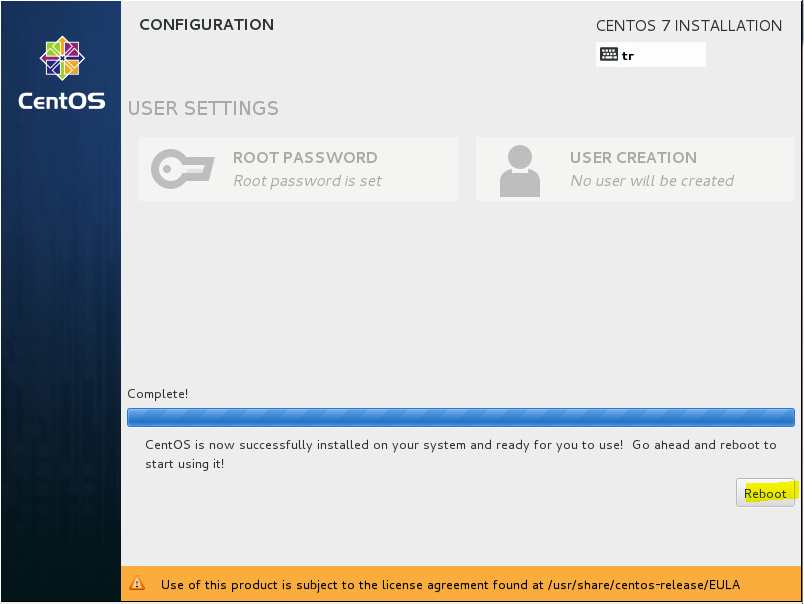 CentOS
CONFIGURATION
CENTOS 7 INSTALLATION
tr
USER SETTINGS
ROOT PASSWORD
Root password is set
USER CREATION
No user will be created
Complete!
CentOS is now successfully installed on your system and ready for you to use!  Go ahead and reboot to
start using it!
Reboot
Use of this product is subject to the license agreement found at /usr/share/centos-release/EULA